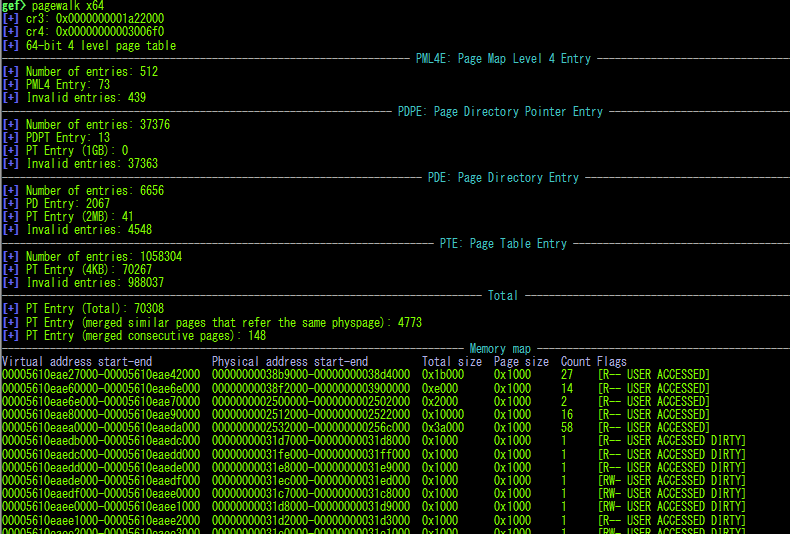 gef> pagewalk x64
[+] cr3: 0x0000000001a22000
[+] cr4: 0x00000000003006f0
[+] 64-bit 4 level page table
PML4E: Page Map Level 4 Entry
[+] Number of entries: 512
[+] PML4 Entry: 73
[+] Invalid entries: 439
PDPE: Page Directory Pointer Entry
[+] Number of entries: 37376
[+] PDPT Entry: 13
[+] PT Entry (1GB): 0
[+] Invalid entries: 37363
PDE: Page Directory Entry
[+] Number of entries: 6656
[+] PD Entry: 2067
[+] PT Entry (2MB): 41
[+] Invalid entries: 4548
PTE: Page Table Entry
[+] Number of entries: 1058304
[+] PT Entry (4KB): 70267
[+] Invalid entries: 988037
Total
[+] PT Entry (Total): 70308
[+] PT Entry (merged similar pages that refer the same physpage): 4773
[+] PT Entry (merged consecutive pages): 148
Memory map
Virtual address start-end Physical address start-end Total size Page size Count Flags
00005610eae27000-00005610eae42000 00000000038b9000-00000000038d4000 0x1b000 0x1000 27 [R-- USER ACCESSED]
00005610eae60000-00005610eae6e000 00000000038f2000-0000000003900000 0xe000 0x1000 14 [R-- USER ACCESSED]
00005610eae6e000-00005610eae70000 0000000002500000-0000000002502000 0x2000 0x1000 2 [R-- USER ACCESSED]
00005610eae80000-00005610eae90000 0000000002512000-0000000002522000 0x10000 0x1000 16 [R-- USER ACCESSED]
00005610eaea0000-00005610eaeda000 0000000002532000-000000000256c000 0x3a000 0x1000 58 [R-- USER ACCESSED]
00005610eaedb000-00005610eaedc000 00000000031d7000-00000000031d8000 0x1000 0x1000 1 [R-- USER ACCESSED DIRTY]
00005610eaedc000-00005610eaedd000 00000000031fe000-00000000031ff000 0x1000 0x1000 1 [R-- USER ACCESSED DIRTY]
00005610eaedd000-00005610eaede000 00000000031e8000-00000000031e9000 0x1000 0x1000 1 [R-- USER ACCESSED DIRTY]
00005610eaede000-00005610eaedf000 00000000031ec000-00000000031ed000 0x1000 0x1000 1 [RW- USER ACCESSED DIRTY]
00005610eaedf000-00005610eaee0000 00000000031c7000-00000000031c8000 0x1000 0x1000 1 [RW- USER ACCESSED DIRTY]
00005610eaee0000-00005610eaee1000 00000000031d8000-00000000031d9000 0x1000 0x1000 1 [RW- USER ACCESSED DIRTY]
00005610eaee1000-00005610eaee2000 00000000031d2000-00000000031d3000 0x1000 0x1000 1 [R-- USER ACCESSED DIRTY]
0x1000 0x1000 1 [RW- USER ACCESSED DIRTY]